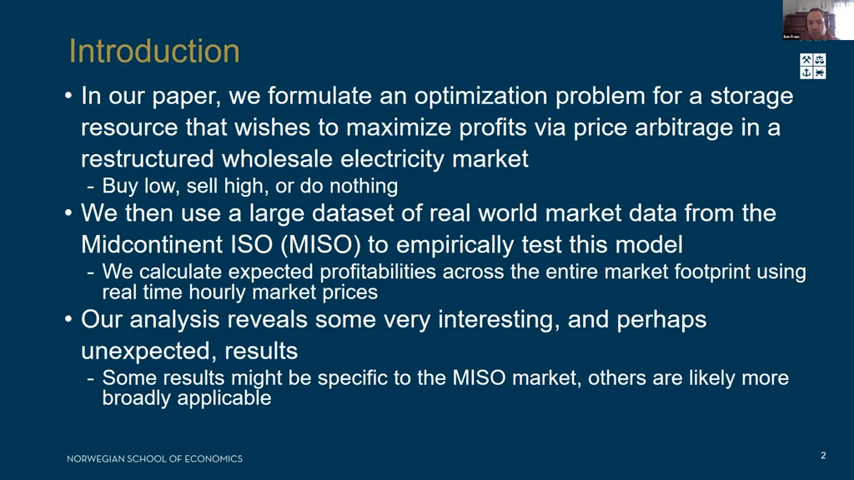 Introduction
• In our paper, we formulate an optimization problem for a storage
resource that wishes to maximize profits via price arbitrage in a
restructured wholesale electricity market
- Buy low, sell high, or do nothing
• We then use a large dataset of real world market data from the
Midcontinent ISO (MISO) to empirically test this model
- We calculate expected profitabilities across the entire market footprint using
real time hourly market prices
• Our analysis reveals some very interesting, and perhaps
unexpected, results
- Some results might be specific to the MISO market, others are likely more
broadly applicable
NORWEGIAN SCHOOL OF ECONOMICS
2